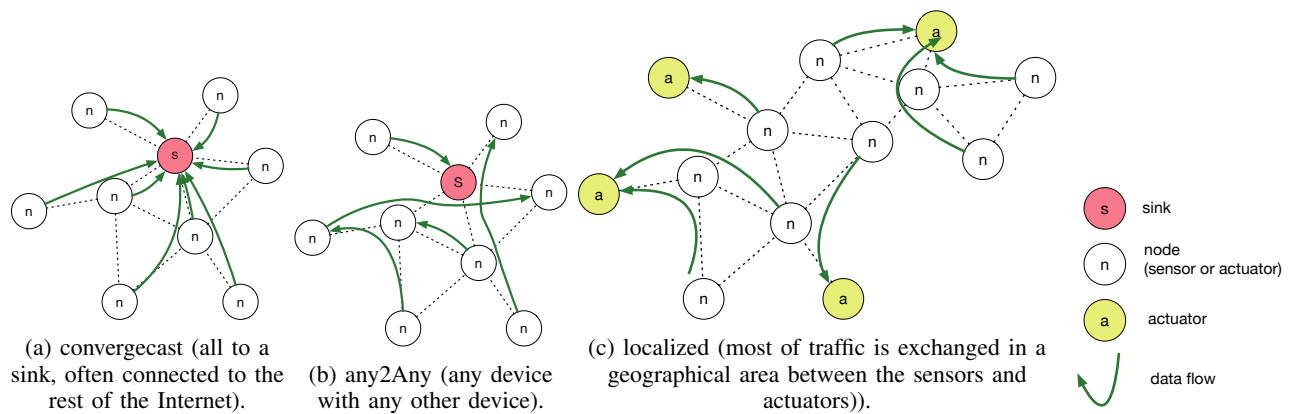 n
n
s
n
n
n
n
n
n
(a) convergecast (all to a
sink, often connected to the
rest of the Internet).
n
n
S
n
n
n
n
n
n
(b) any2Any (any device
with any other device).
a
n
a
n
n
n
n
n
n
a
n
n
a
(c) localized (most of traffic is exchanged in a
geographical area between the sensors and
actuators)).
s sink
n node
(sensor or actuator)
a actuator
data flow